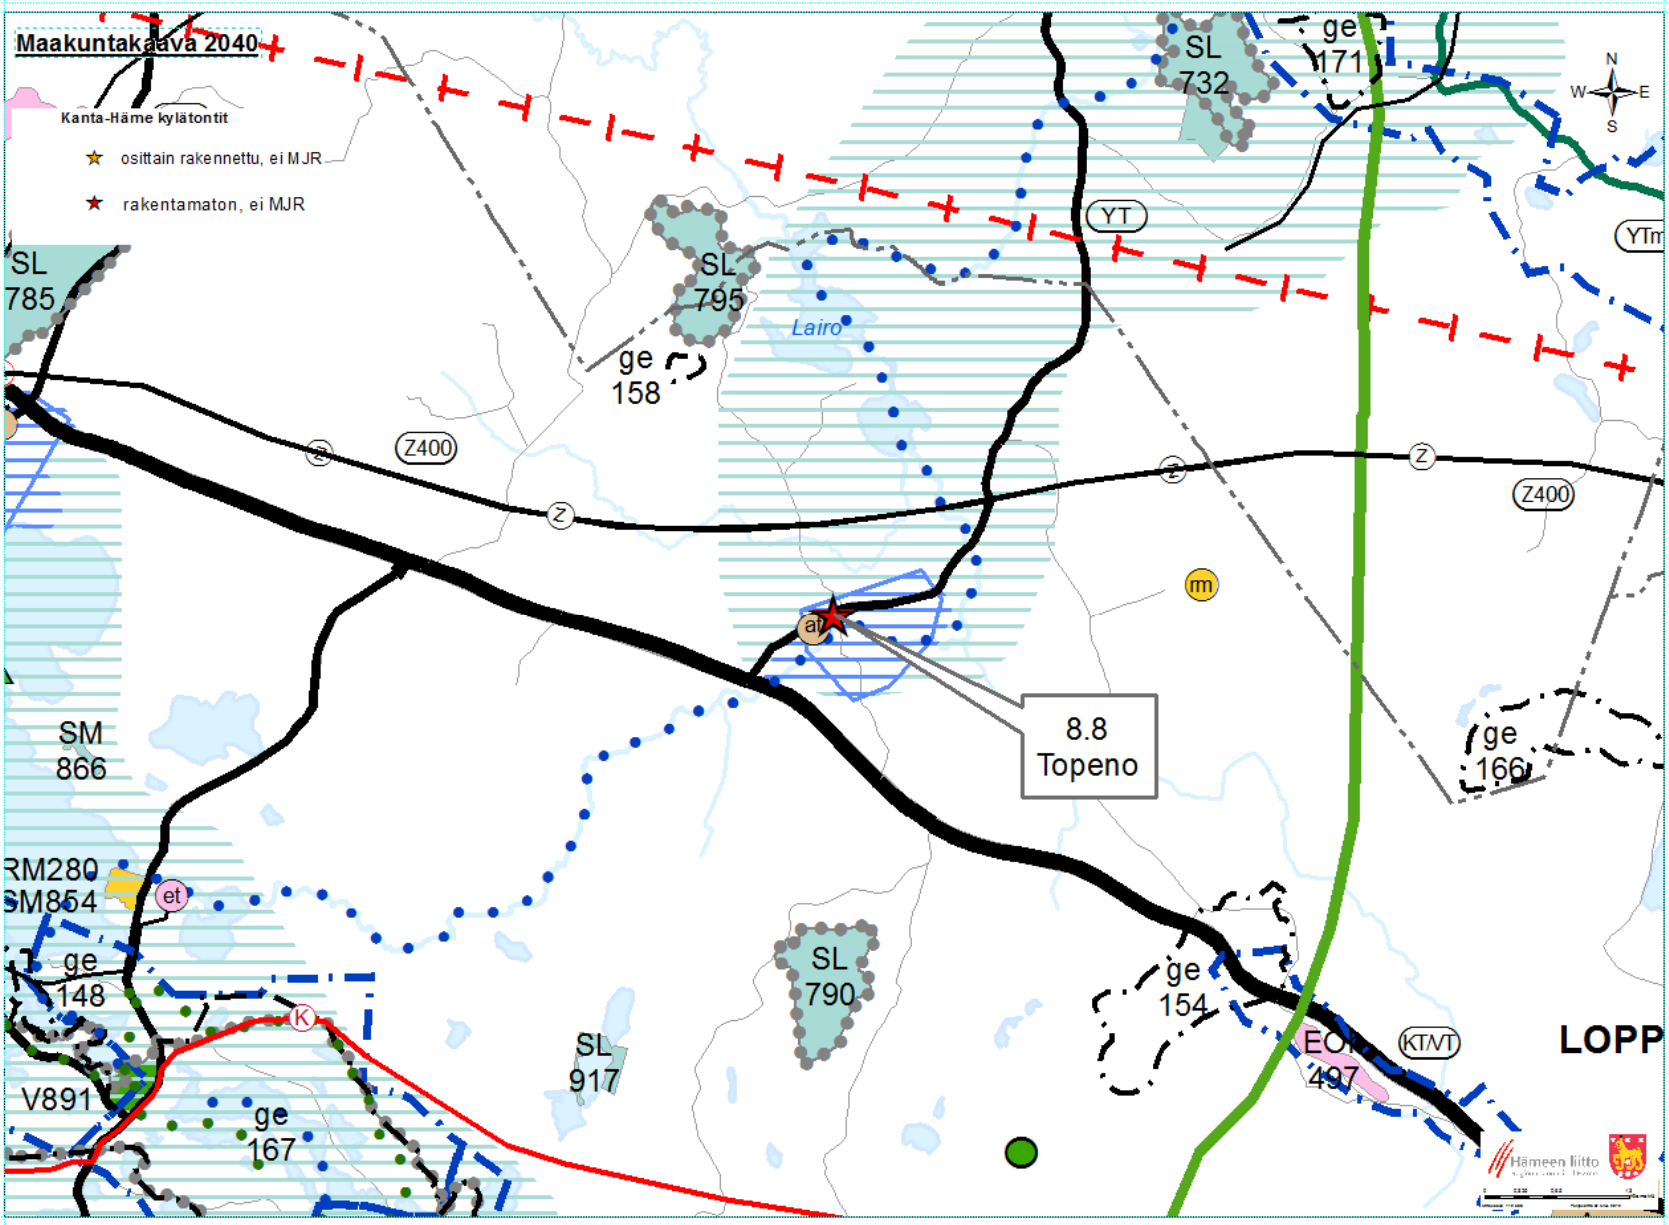 Maakuntakaava 2040
Kanta-Häme kylätontit
osittain rakennettu, ei MJR
rakentamaton, ei MJR
SL
732
ge
171
N
W
E
S
YT
YTm
SL
785
SL
795
Lairo
ge
158
Z
Z400
Z
Z
Z
Z400
rm
at
8.8
Topeno
SM
866
ge
166
RM280
SM854
et
ge
148
SL
790
ge
154
K
SL
917
EO
497
KT/VT
LOPP
V891
ge
167
Hämeen liitto